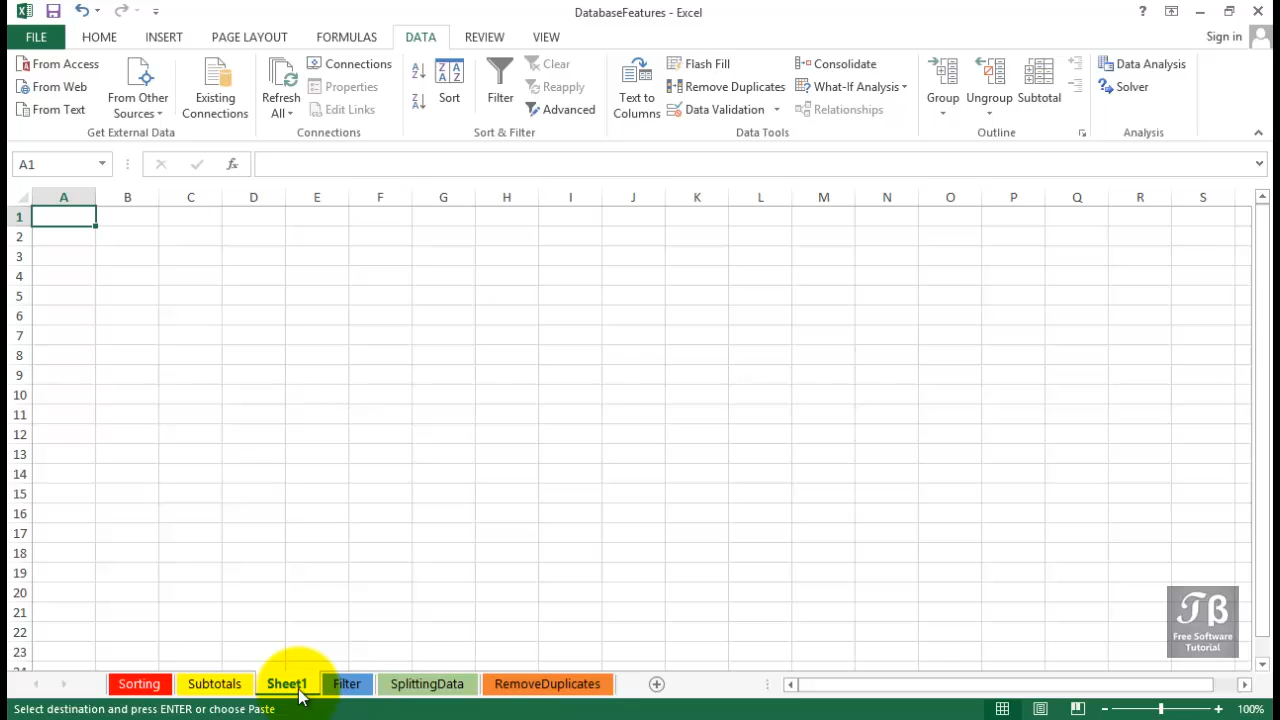 DatabaseFeatures - Excel
?
FILE HOME INSERT PAGE LAYOUT FORMULAS DATA REVIEW VIEW Sign in
From Access
From Web
From Text
From Other Sources
Existing Connections
Get External Data
Refresh All
Connections
Properties
Edit Links
Connections
Sort
Filter
Clear
Reapply
Advanced
Sort & Filter
Text to Columns
Flash Fill
Remove Duplicates
Data Validation
Consolidate
What-If Analysis
Relationships
Data Tools
Group
Ungroup
Subtotal
Outline
Data Analysis
Solver
Analysis
A1 fx
A B C D E F G H I J K L M N O P Q R S
1
2
3
4
5
6
7
8
9
10
11
12
13
14
15
16
17
18
19
20
21
22
23
TB
Free Software
Tutorial
Sorting Subtotals Sheet1 Filter SplittingData RemoveDuplicates
Select destination and press ENTER or choose Paste 100%